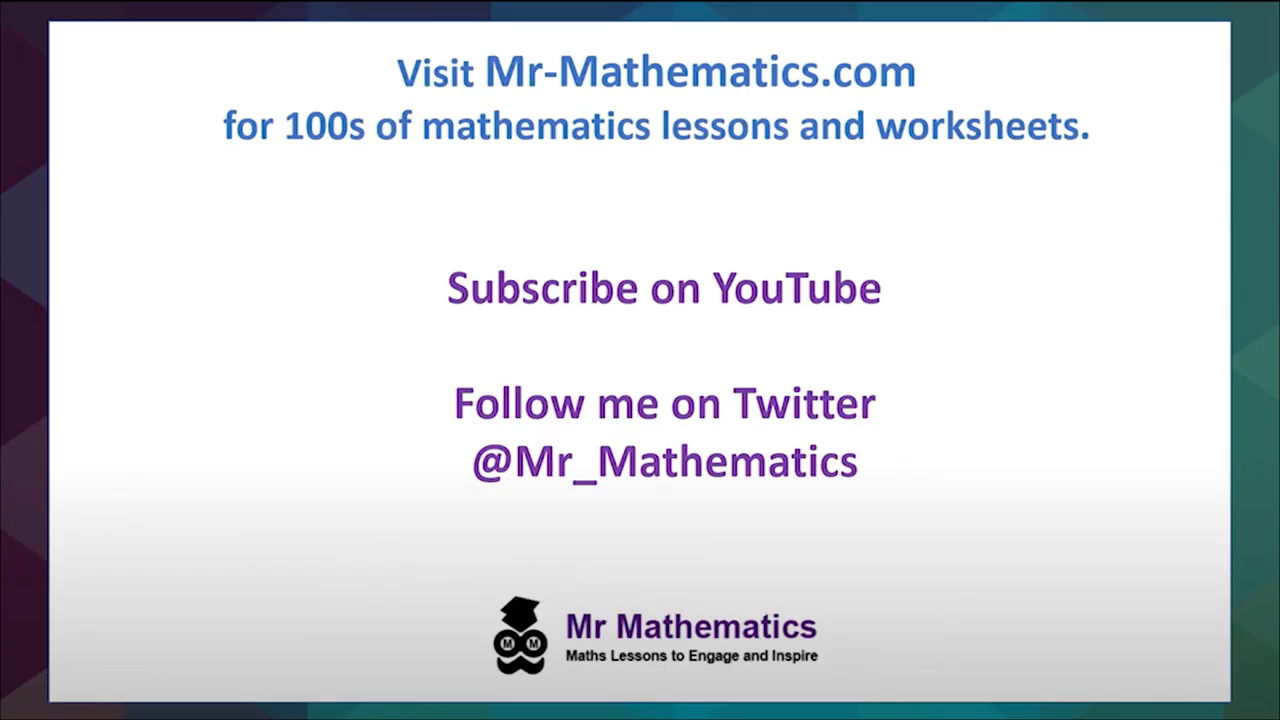 Visit Mr-Mathematics.com
for 100s of mathematics lessons and worksheets.
Subscribe on YouTube
Follow me on Twitter
@Mr_Mathematics
M M
Mr Mathematics
Maths Lessons to Engage and Inspire